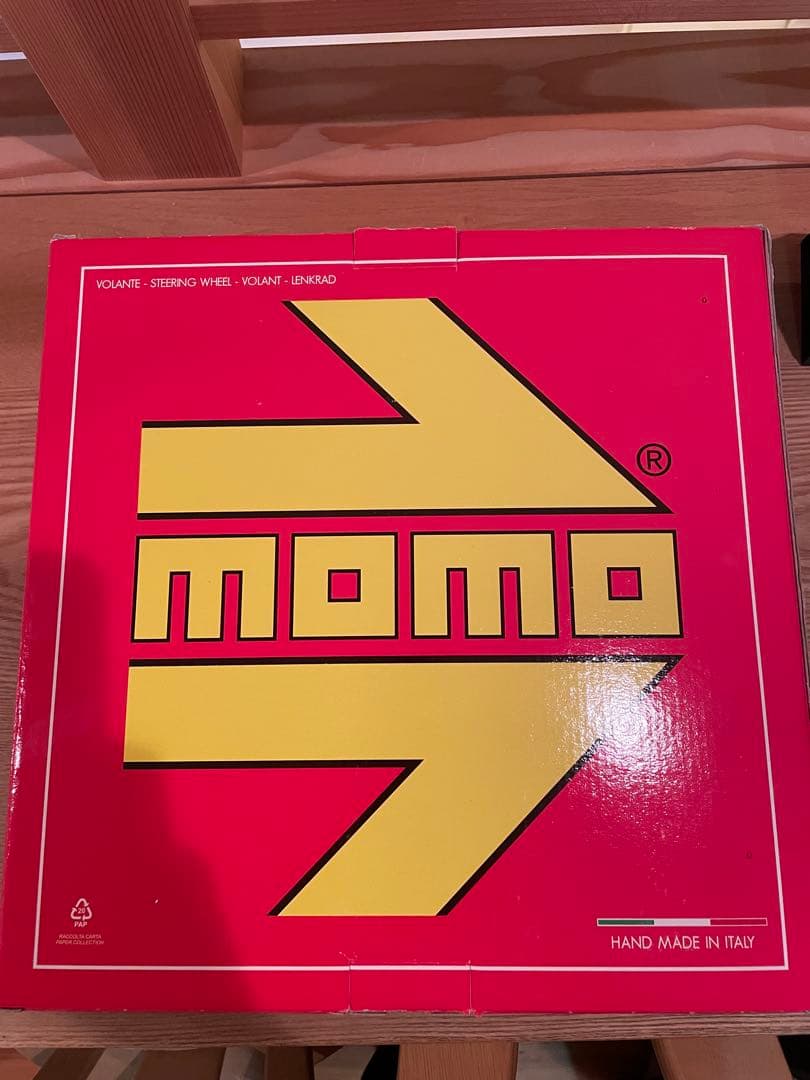 VOLANTE - STEERING WHEEL - VOLANT - LENKRAD
®
momo
20
PAP
RACCOLTA CARTA
PAPER COLLECTION
HAND MADE IN ITALY